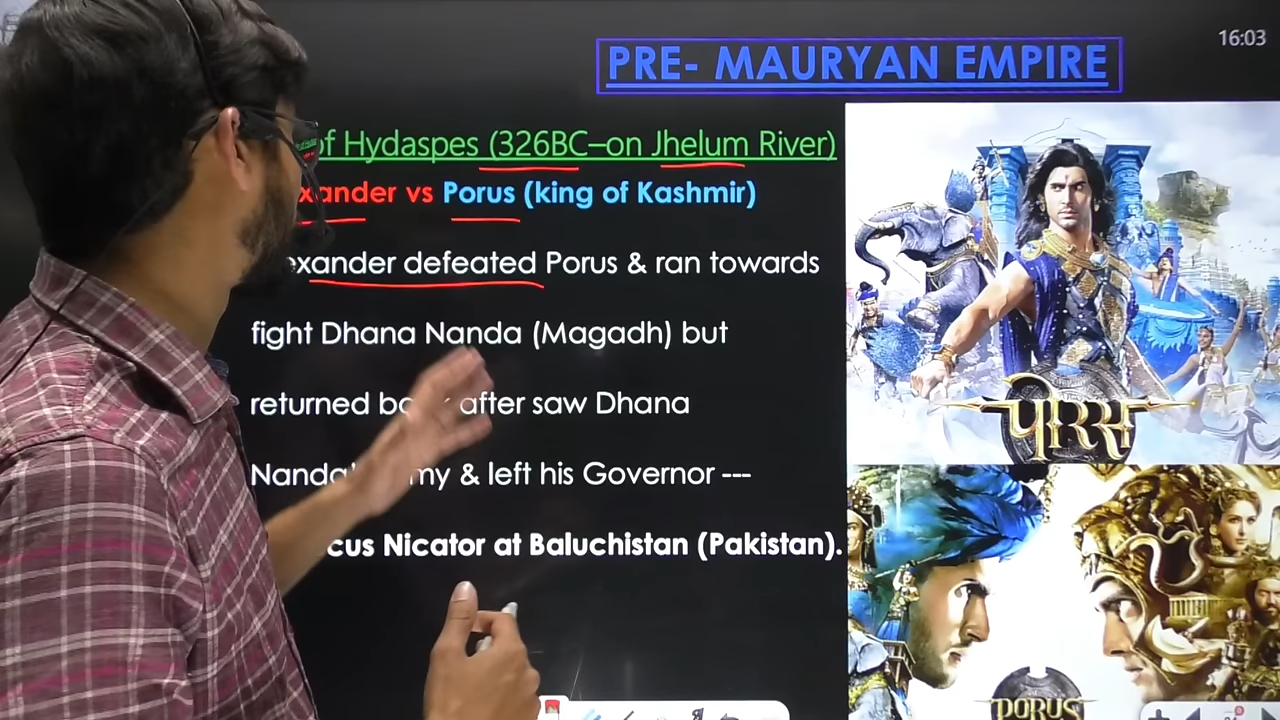 PRE- MAURYAN EMPIRE
16:03
of Hydaspes (326BC–on Jhelum River)
xander vs Porus (king of Kashmir)
exander defeated Porus & ran towards
fight Dhana Nanda (Magadh) but
returned after saw Dhana
my & left his Governor ---
cus Nicator at Baluchistan (Pakistan).
पोरस
PORUS